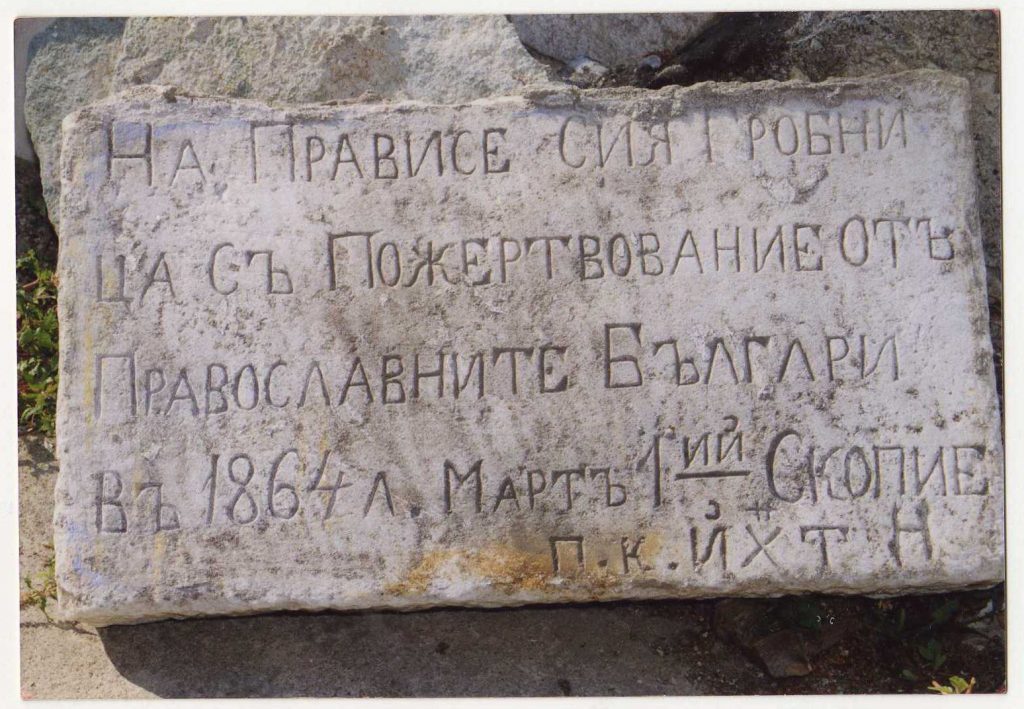 На Прависе сия Гробни
ца съ Пожертвование отъ
Православните Българи
въ 1864 л. Мартъ 1ий Скопие
п. к. й х т н